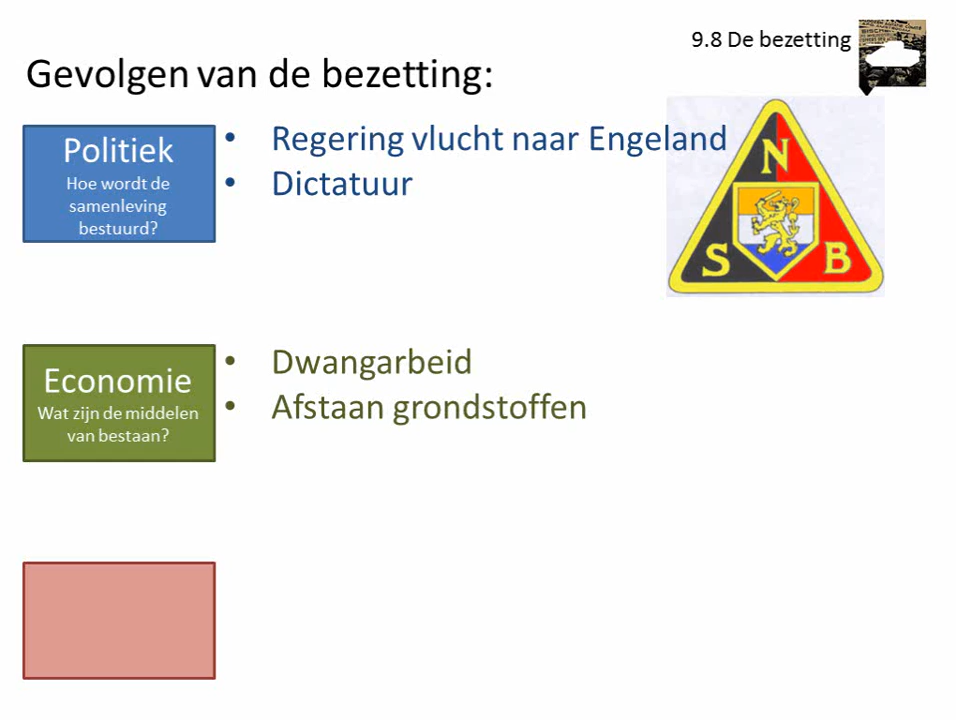 9.8 De bezetting
Gevolgen van de bezetting:
Politiek
Hoe wordt de
samenleving
bestuurd?
• Regering vlucht naar Engeland
• Dictatuur
N
S B
Economie
Wat zijn de middelen
van bestaan?
• Dwangarbeid
• Afstaan grondstoffen